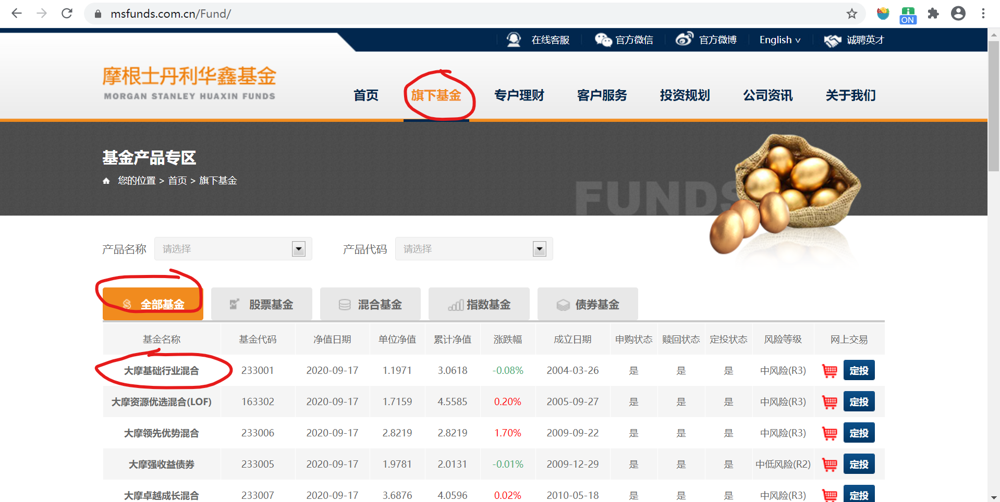 msfunds.com.cn/Fund/
ON
在线客服 官方微信 官方微博 English 诚聘英才
摩根士丹利华鑫基金
MORGAN STANLEY HUAXIN FUNDS
首页 旗下基金 专户理财 客户服务 投资规划 公司资讯 关于我们
基金产品专区
您的位置 > 首页 > 旗下基金
FUNDS
产品名称 请选择 产品代码 请选择
全部基金 股票基金 混合基金 指数基金 债券基金
基金名称 基金代码 净值日期 单位净值 累计净值 涨跌幅 成立日期 申购状态 赎回状态 定投状态 风险等级 网上交易
大摩基础行业混合 233001 2020-09-17 1.1971 3.0618 -0.08% 2004-03-26 是 是 是 中风险(R3) 定投
大摩资源优选混合(LOF) 163302 2020-09-17 1.7159 4.5585 0.20% 2005-09-27 是 是 是 中风险(R3) 定投
大摩领先优势混合 233006 2020-09-17 2.8219 2.8219 1.70% 2009-09-22 是 是 是 中风险(R3) 定投
大摩强收益债券 233005 2020-09-17 1.9781 2.0131 -0.01% 2009-12-29 是 是 是 中低风险(R2) 定投
大摩卓越成长混合 233007 2020-09-17 3.6876 4.0596 0.02% 2010-05-18 是 是 是 中风险(R3) 定投